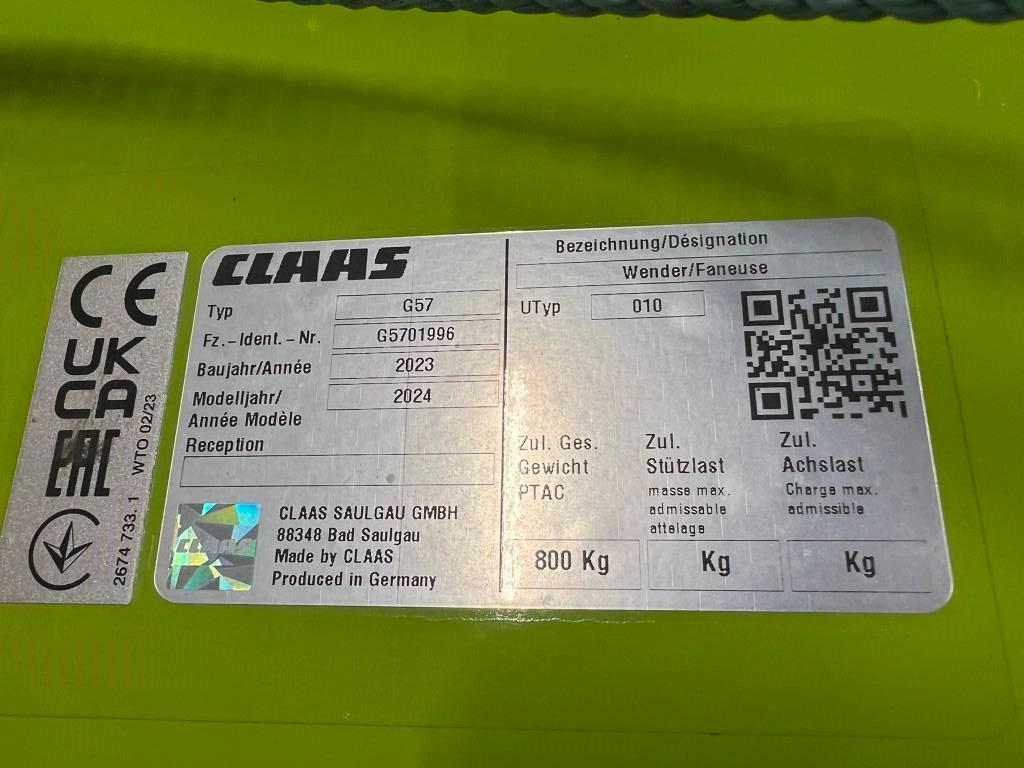 CE
UK
CA
EAC
2674 733. 1 WTO 02/23
CLAAS
Typ G57
Fz.-Ident.-Nr. G5701996
Baujahr/Année 2023
Modelljahr/ 2024
Année Modèle
Reception
CLAAS
CLAAS SAULGAU GMBH
88348 Bad Saulgau
Made by CLAAS
Produced in Germany
Bezeichnung/Désignation
Wender/Faneuse
UTyp 010
Zul. Ges.
Gewicht
PTAC
800 Kg
Zul.
Stützlast
masse max.
admissable
attelage
Kg
Zul.
Achslast
Charge max.
admissible
Kg